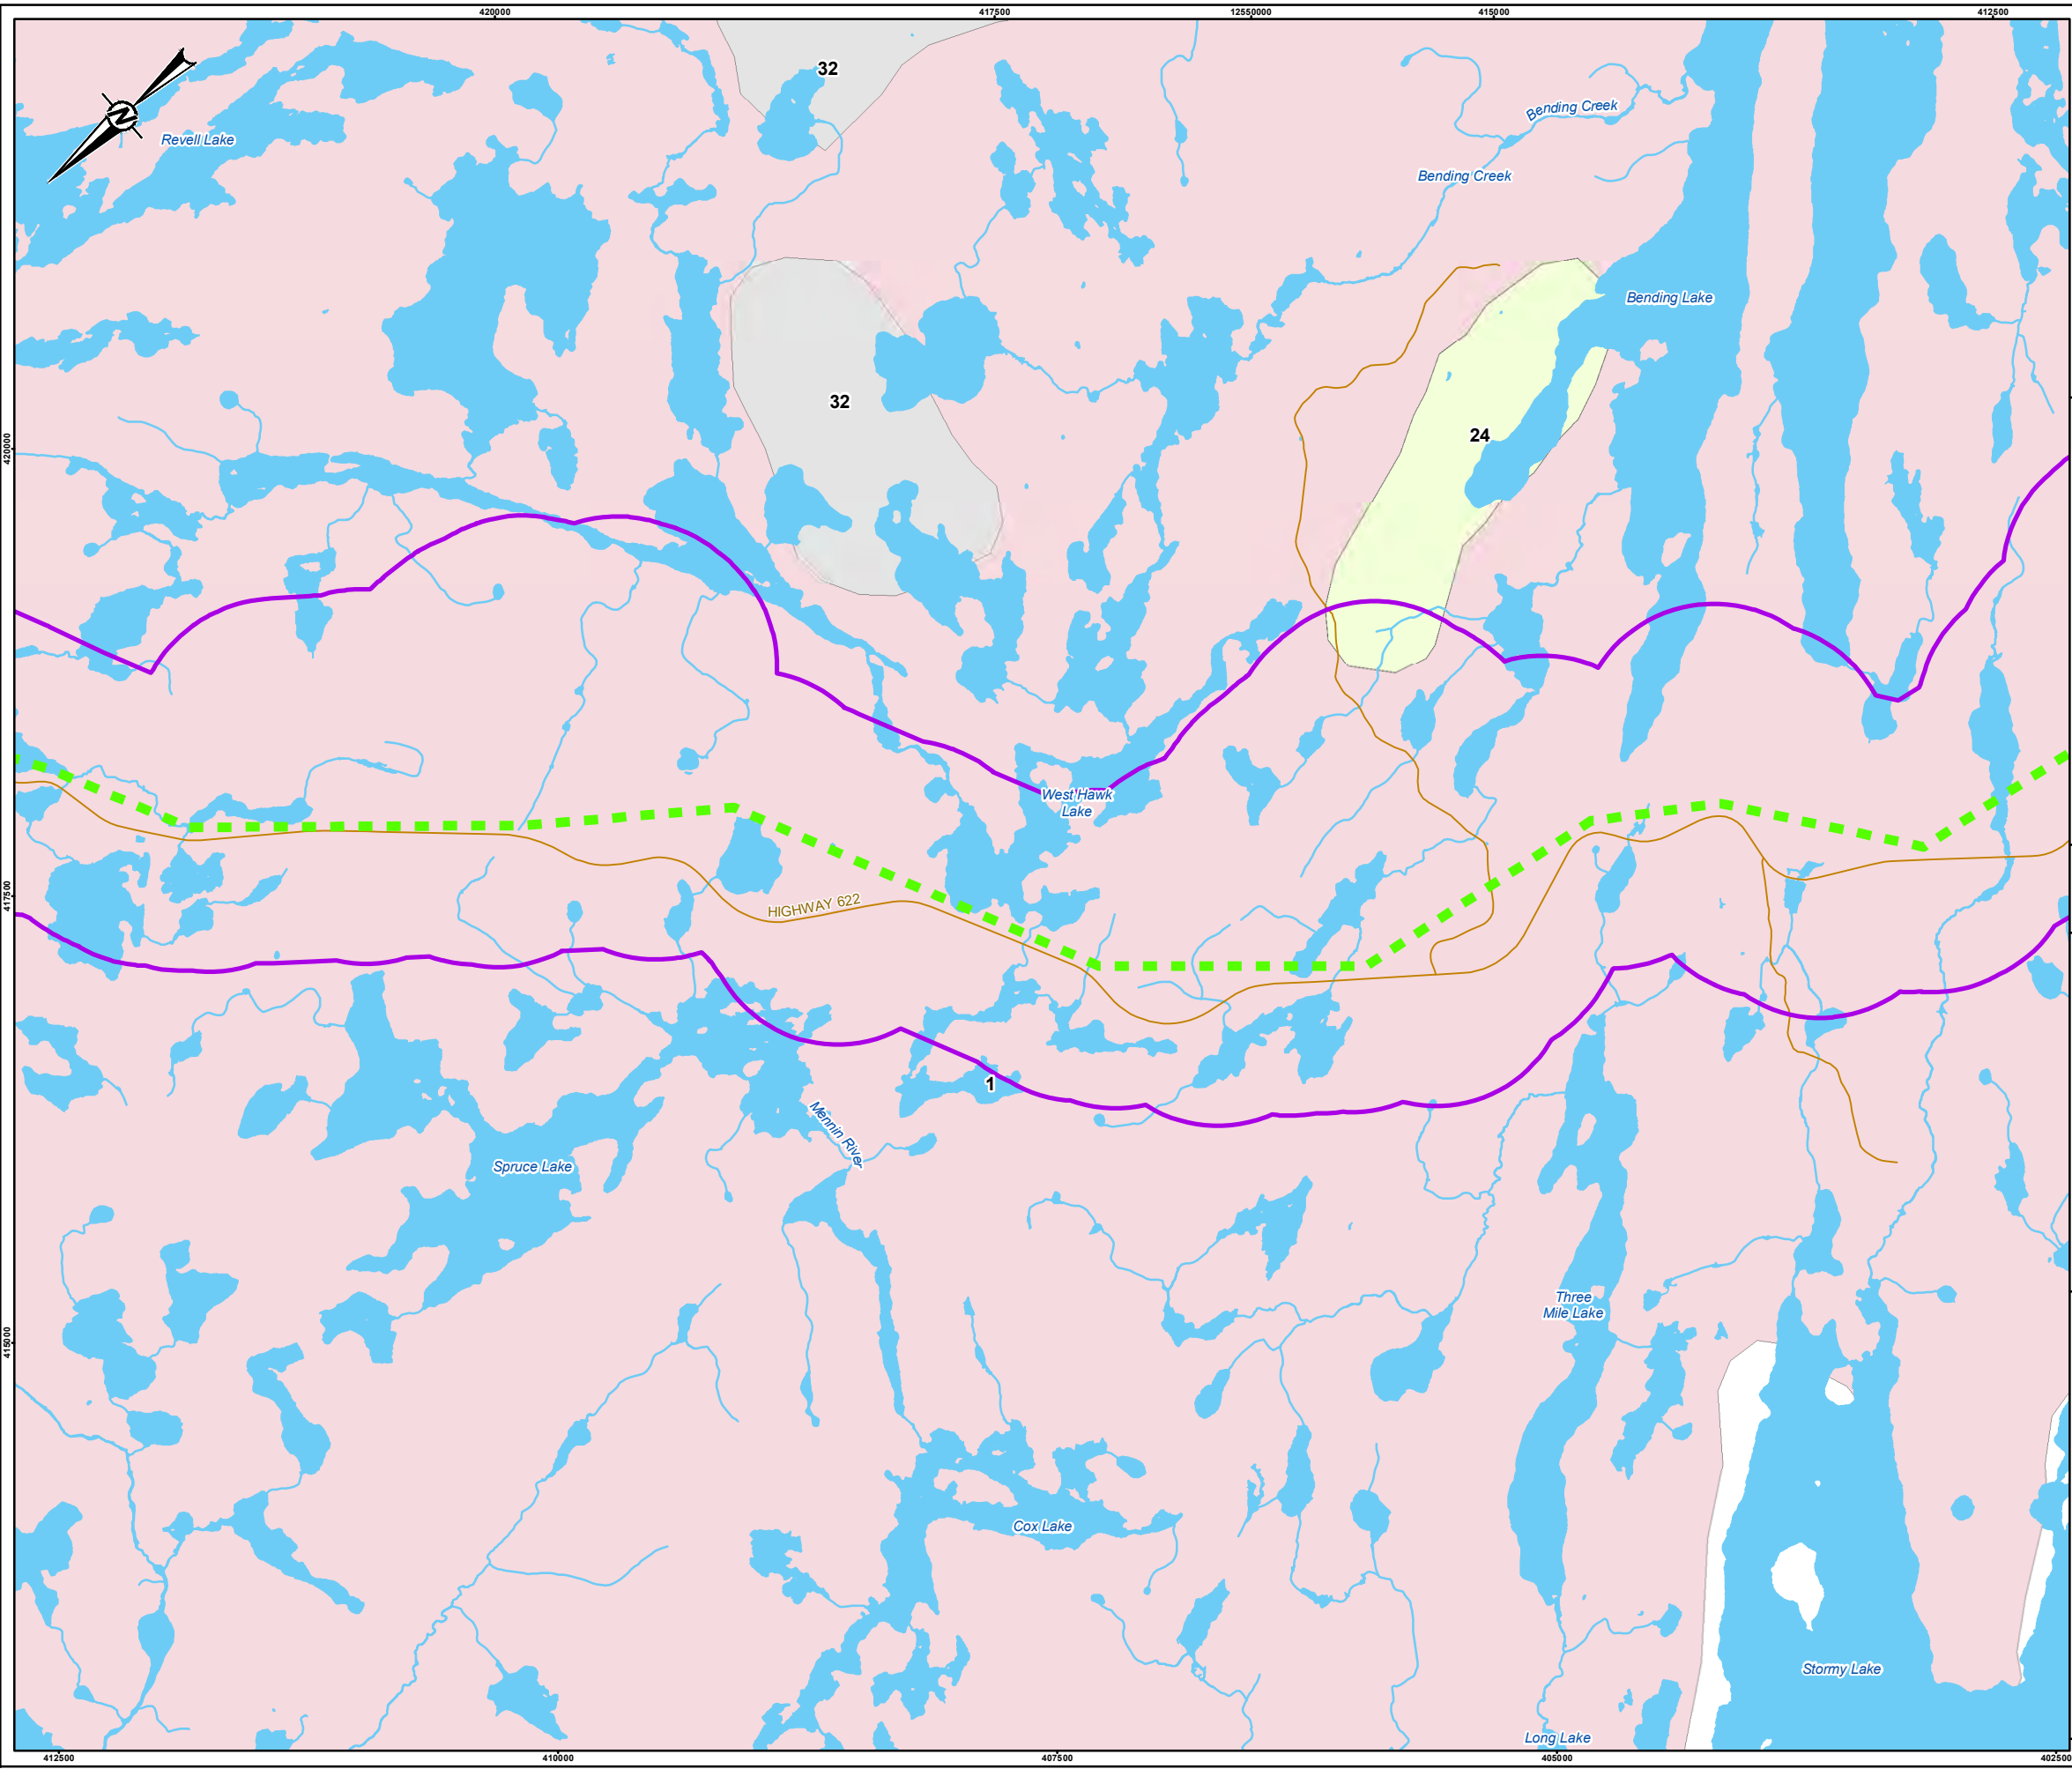 420000
417500
12550000
415000
412500
32
N
Revell Lake
Bending Creek
Bending Creek
Bending Lake
32
24
420000
West Hawk
Lake
HIGHWAY 622
417500
1
Mennin River
Spruce Lake
Three
Mile Lake
415000
Cox Lake
Stormy Lake
Long Lake
412500
410000
407500
405000
402500